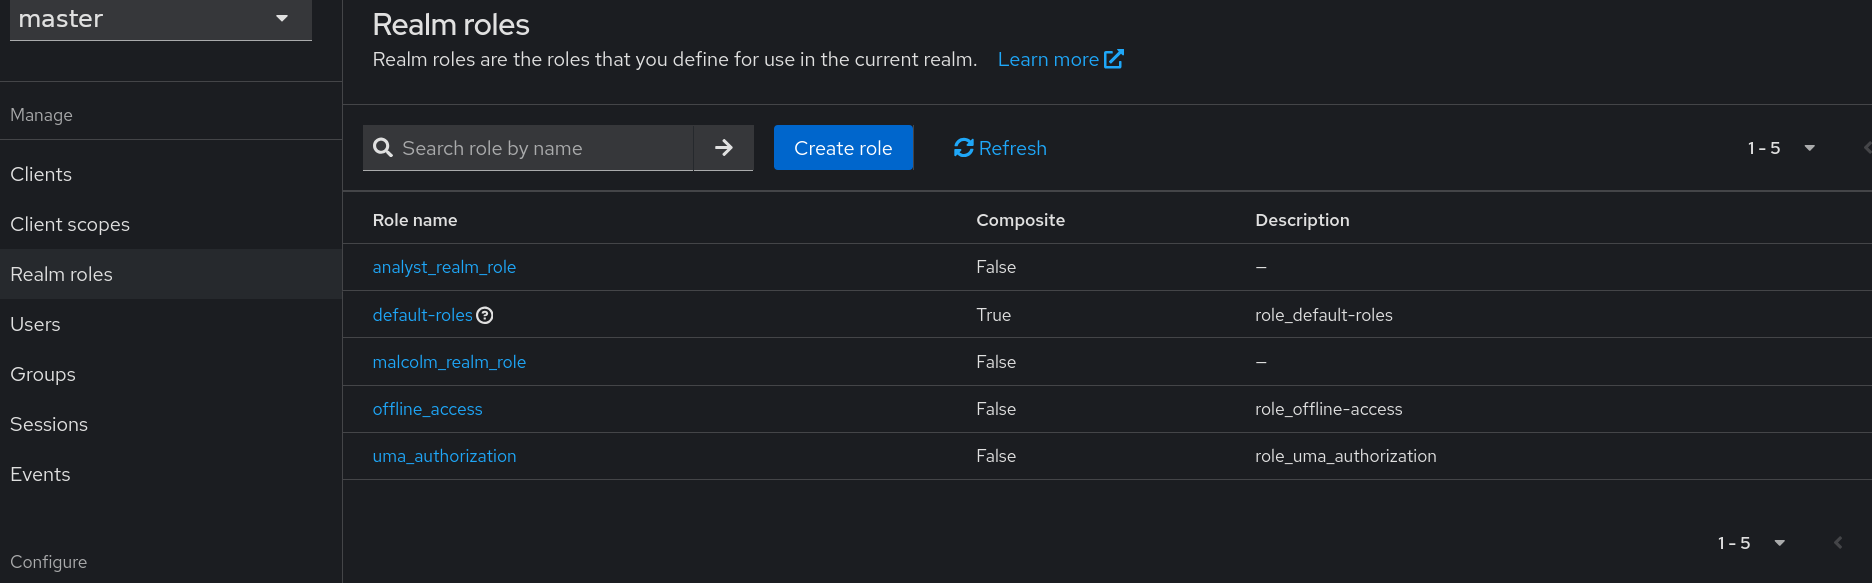 master
Manage
Clients
Client scopes
Realm roles
Users
Groups
Sessions
Events
Configure
Realm roles
Realm roles are the roles that you define for use in the current realm. Learn more
Search role by name Create role Refresh 1 - 5
Role name Composite Description
analyst_realm_role False —
default-roles True role_default-roles
malcolm_realm_role False —
offline_access False role_offline-access
uma_authorization False role_uma_authorization
1 - 5